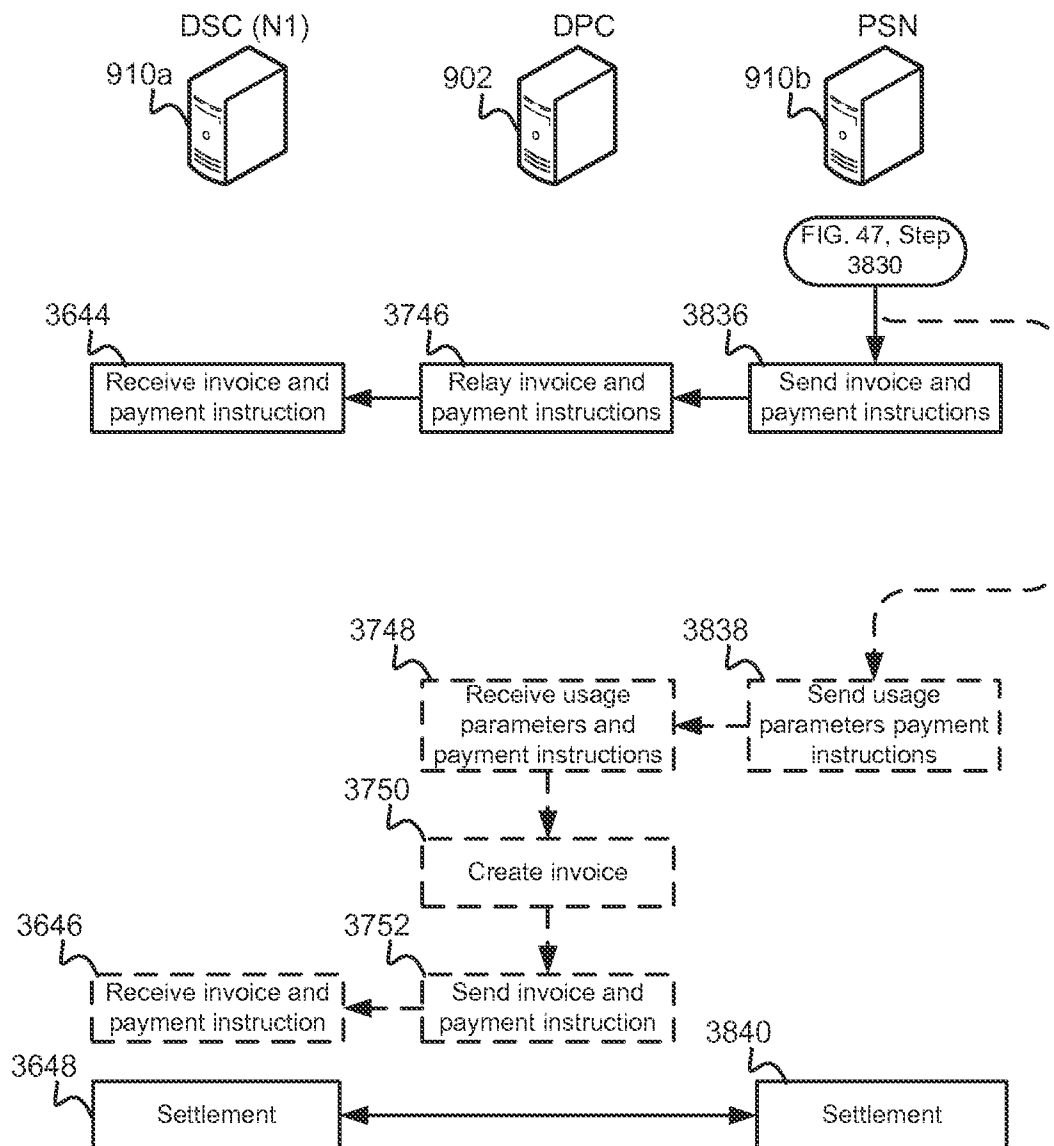 DSC (N1)
DPC
PSN
910a
902
910b
FIG. 47, Step
3830
3644
3746
3836
Receive invoice and
payment instruction
Relay invoice and
payment instructions
Send invoice and
payment instructions
3748
3838
Receive usage
parameters and
payment instructions
Send usage
parameters payment
instructions
3750
Create invoice
3646
3752
Receive invoice and
payment instruction
Send invoice and
payment instruction
3648
3840
Settlement
Settlement